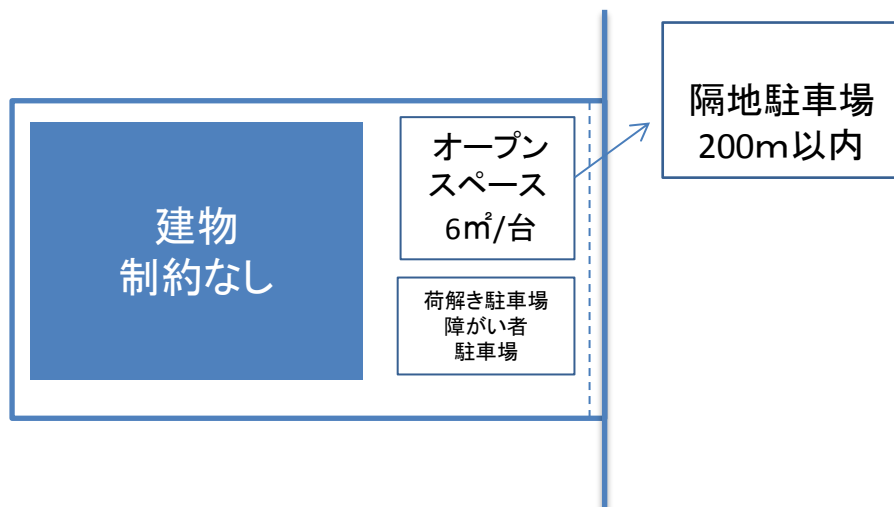 建物
制約なし
オープン
スペース
6㎡/台
荷解き駐車場
障がい者
駐車場
隔地駐車場
200m以内